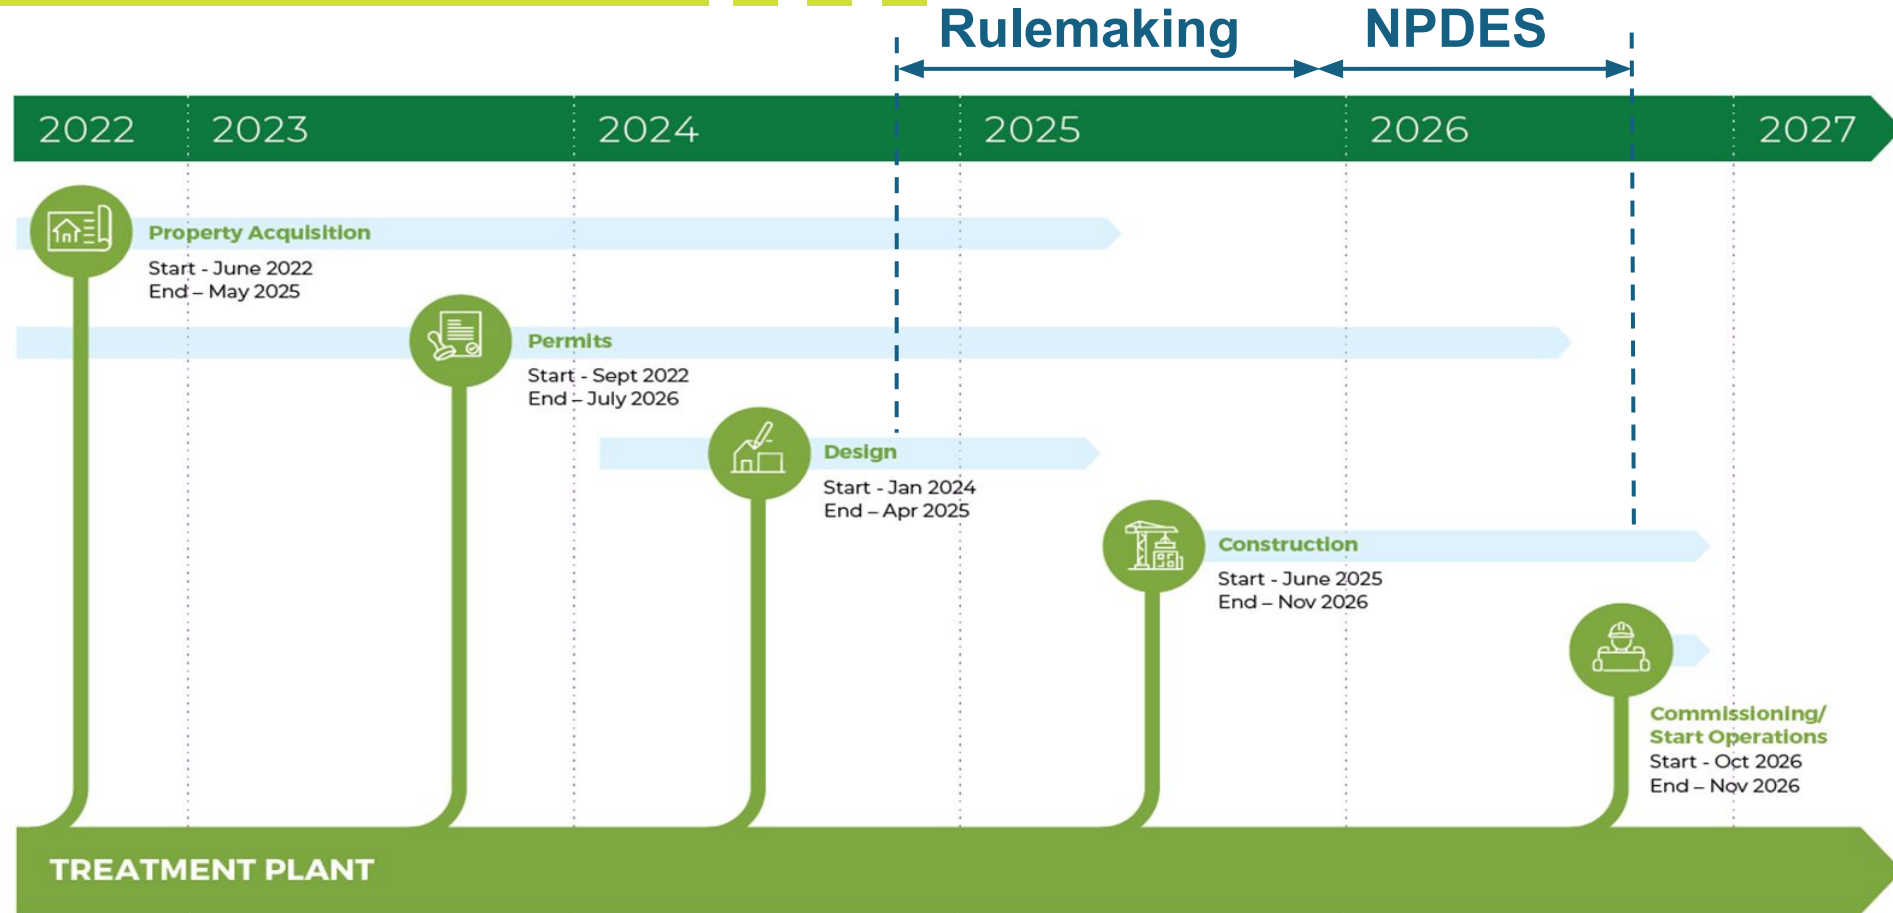 Rulemaking NPDES
2022 2023 2024 2025 2026 2027
Property Acquisition
Start - June 2022
End – May 2025
Permits
Start - Sept 2022
End – July 2026
Design
Start - Jan 2024
End – Apr 2025
Construction
Start - June 2025
End – Nov 2026
Commissioning/
Start Operations
Start - Oct 2026
End – Nov 2026
TREATMENT PLANT